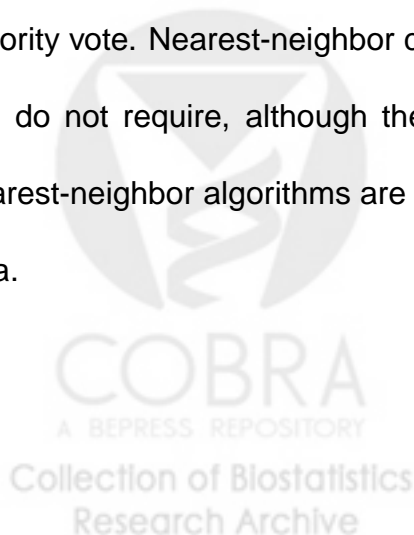 ority vote. Nearest-neighbor
do not require, although the
arest-neighbor algorithms are
a.
COBRA
A BEPRESS REPOSITORY
Collection of Biostatistics
Research Archive